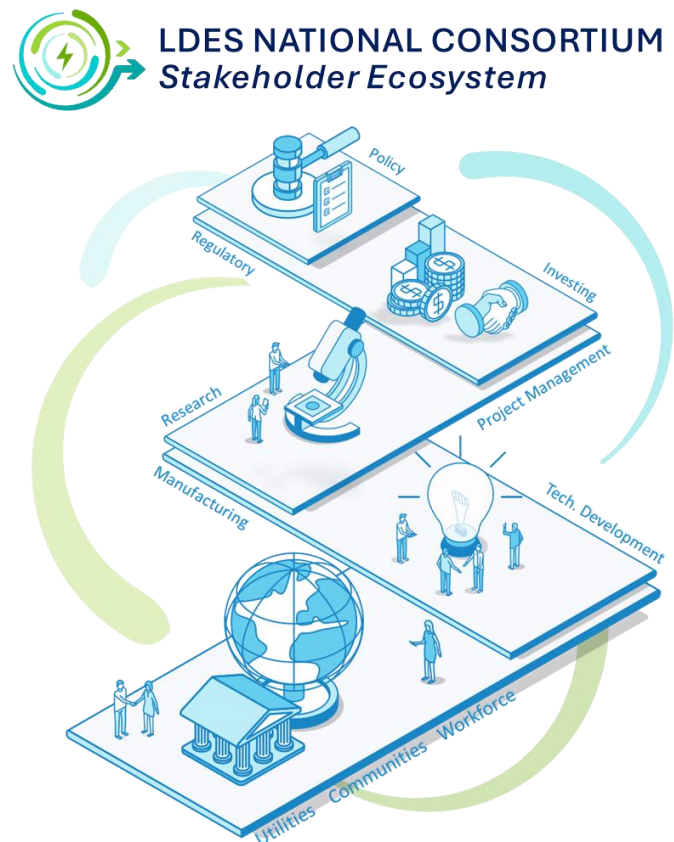 LDES NATIONAL CONSORTIUM
Stakeholder Ecosystem
Policy
Regulatory
Investing
Research
Project Management
Manufacturing
Tech. Development
Utilities Communities Workforce